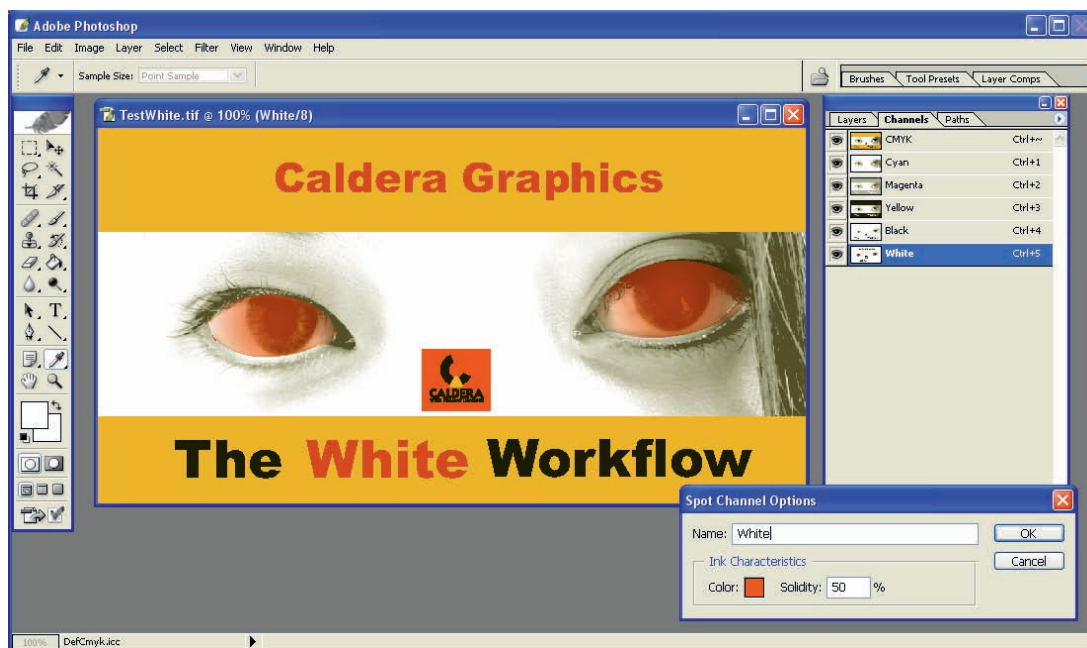 Adobe Photoshop
File Edit Image Layer Select Filter View Window Help
Sample Size: Point Sample
Brushes Tool Presets Layer Comps
TestWhite.tif @ 100% (White/8)
Caldera Graphics
CALDERA
The White Workflow
Layers Channels Paths
CMYK Ctrl+~
Cyan Ctrl+1
Magenta Ctrl+2
Yellow Ctrl+3
Black Ctrl+4
White Ctrl+5
Spot Channel Options
Name: White
OK
Ink Characteristics
Cancel
Color: Solidity: 50 %
100% DefCmyk.icc